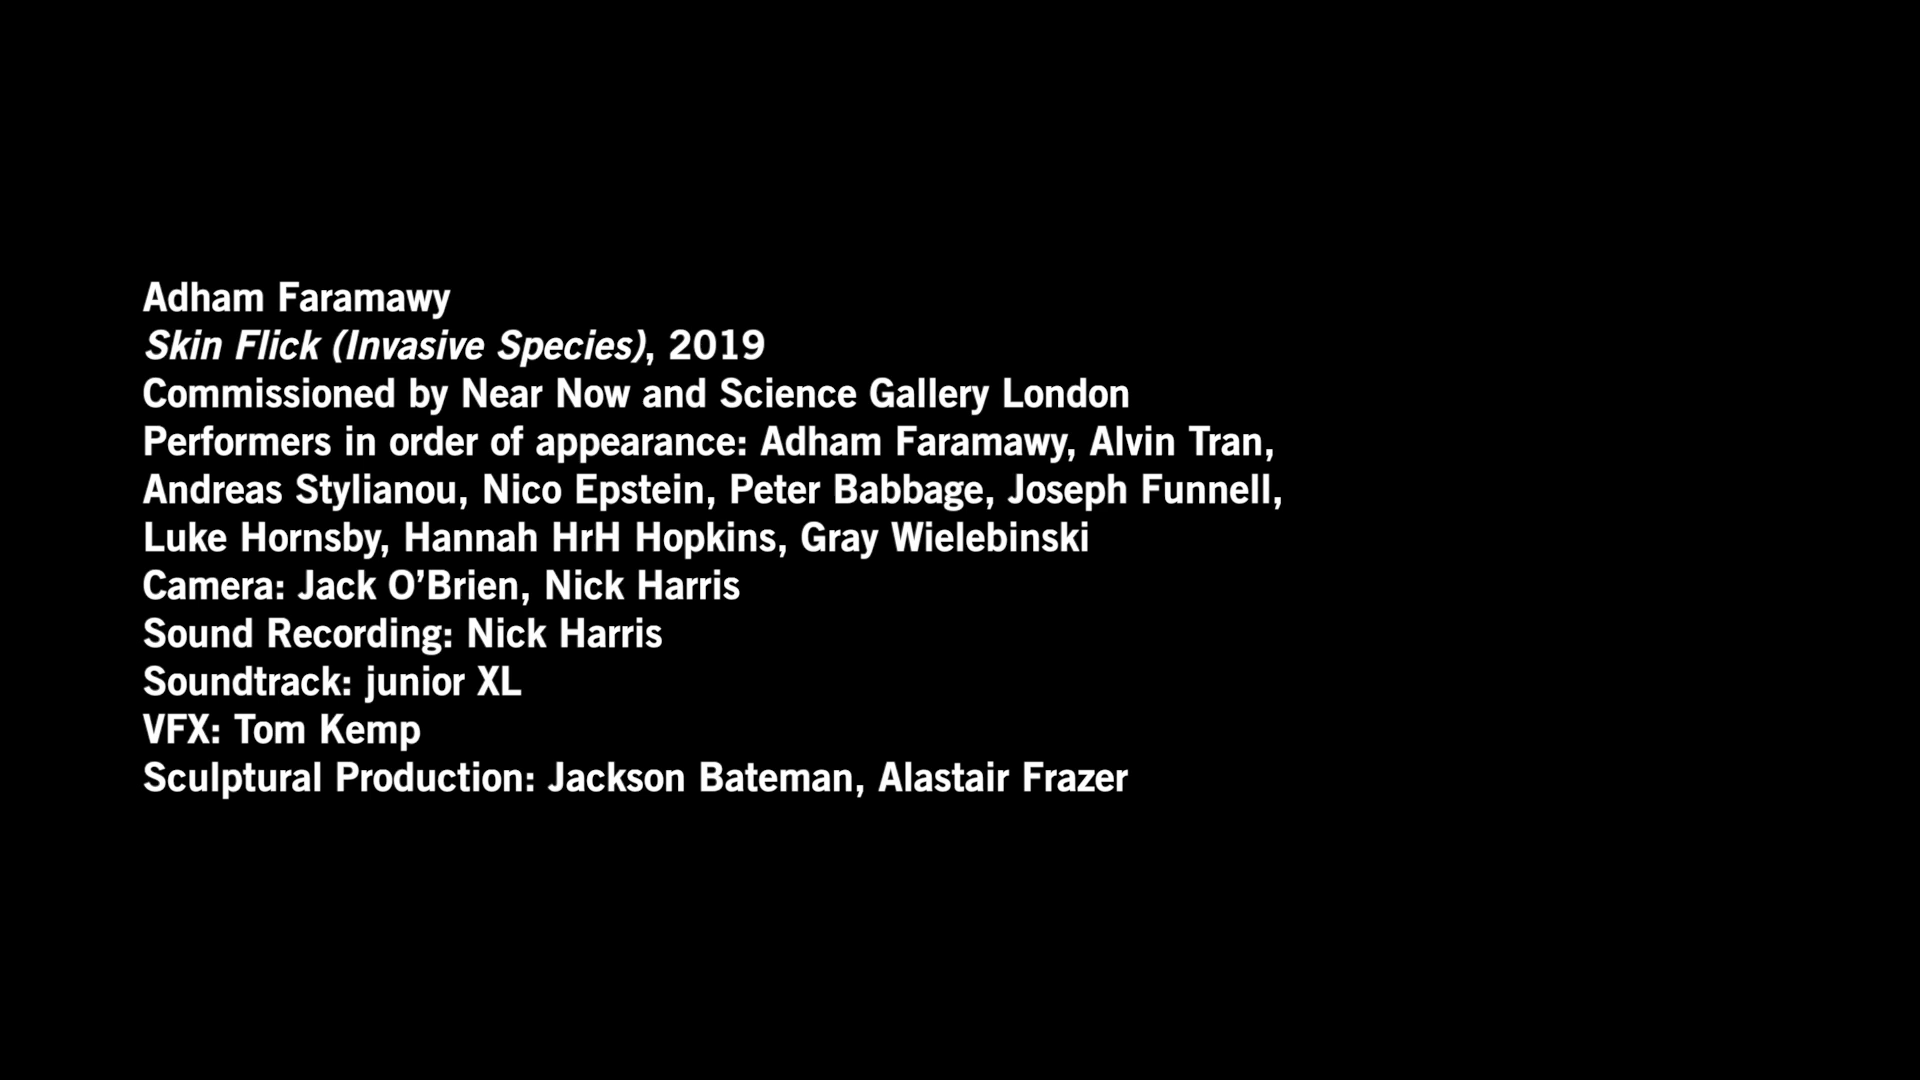 Adham Faramawy
Skin Flick (Invasive Species), 2019
Commissioned by Near Now and Science Gallery London
Performers in order of appearance: Adham Faramawy, Alvin Tran,
Andreas Stylianou, Nico Epstein, Peter Babbage, Joseph Funnell,
Luke Hornsby, Hannah HrH Hopkins, Gray Wielebinski
Camera: Jack O’Brien, Nick Harris
Sound Recording: Nick Harris
Soundtrack: junior XL
VFX: Tom Kemp
Sculptural Production: Jackson Bateman, Alastair Frazer